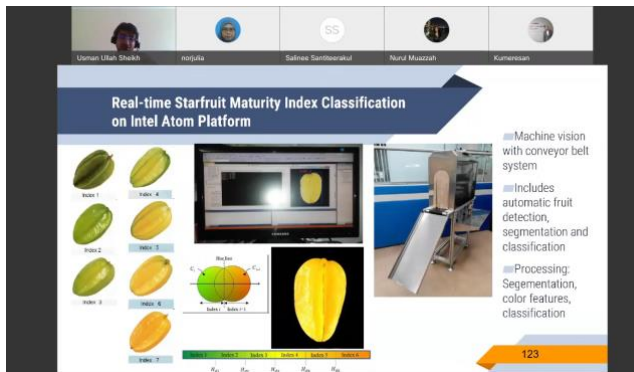 SS
Usman Ullah Sheikh
norjulia
Salinee Santiteerakul
Nurul Muazzah
Kumeresan
Real-time Starfruit Maturity Index Classification
on Intel Atom Platform
Index 1
Index 4
Index 2
Index 5
Index 3
Index 6
Index 7
Index i
Index i+1
Index 1
Index 2
Index 3
Index 4
Index 5
Index 6
Machine vision
with conveyor belt
system
Includes
automatic fruit
detection,
segmentation and
classification
Processing:
Segementation,
color features,
classification
123